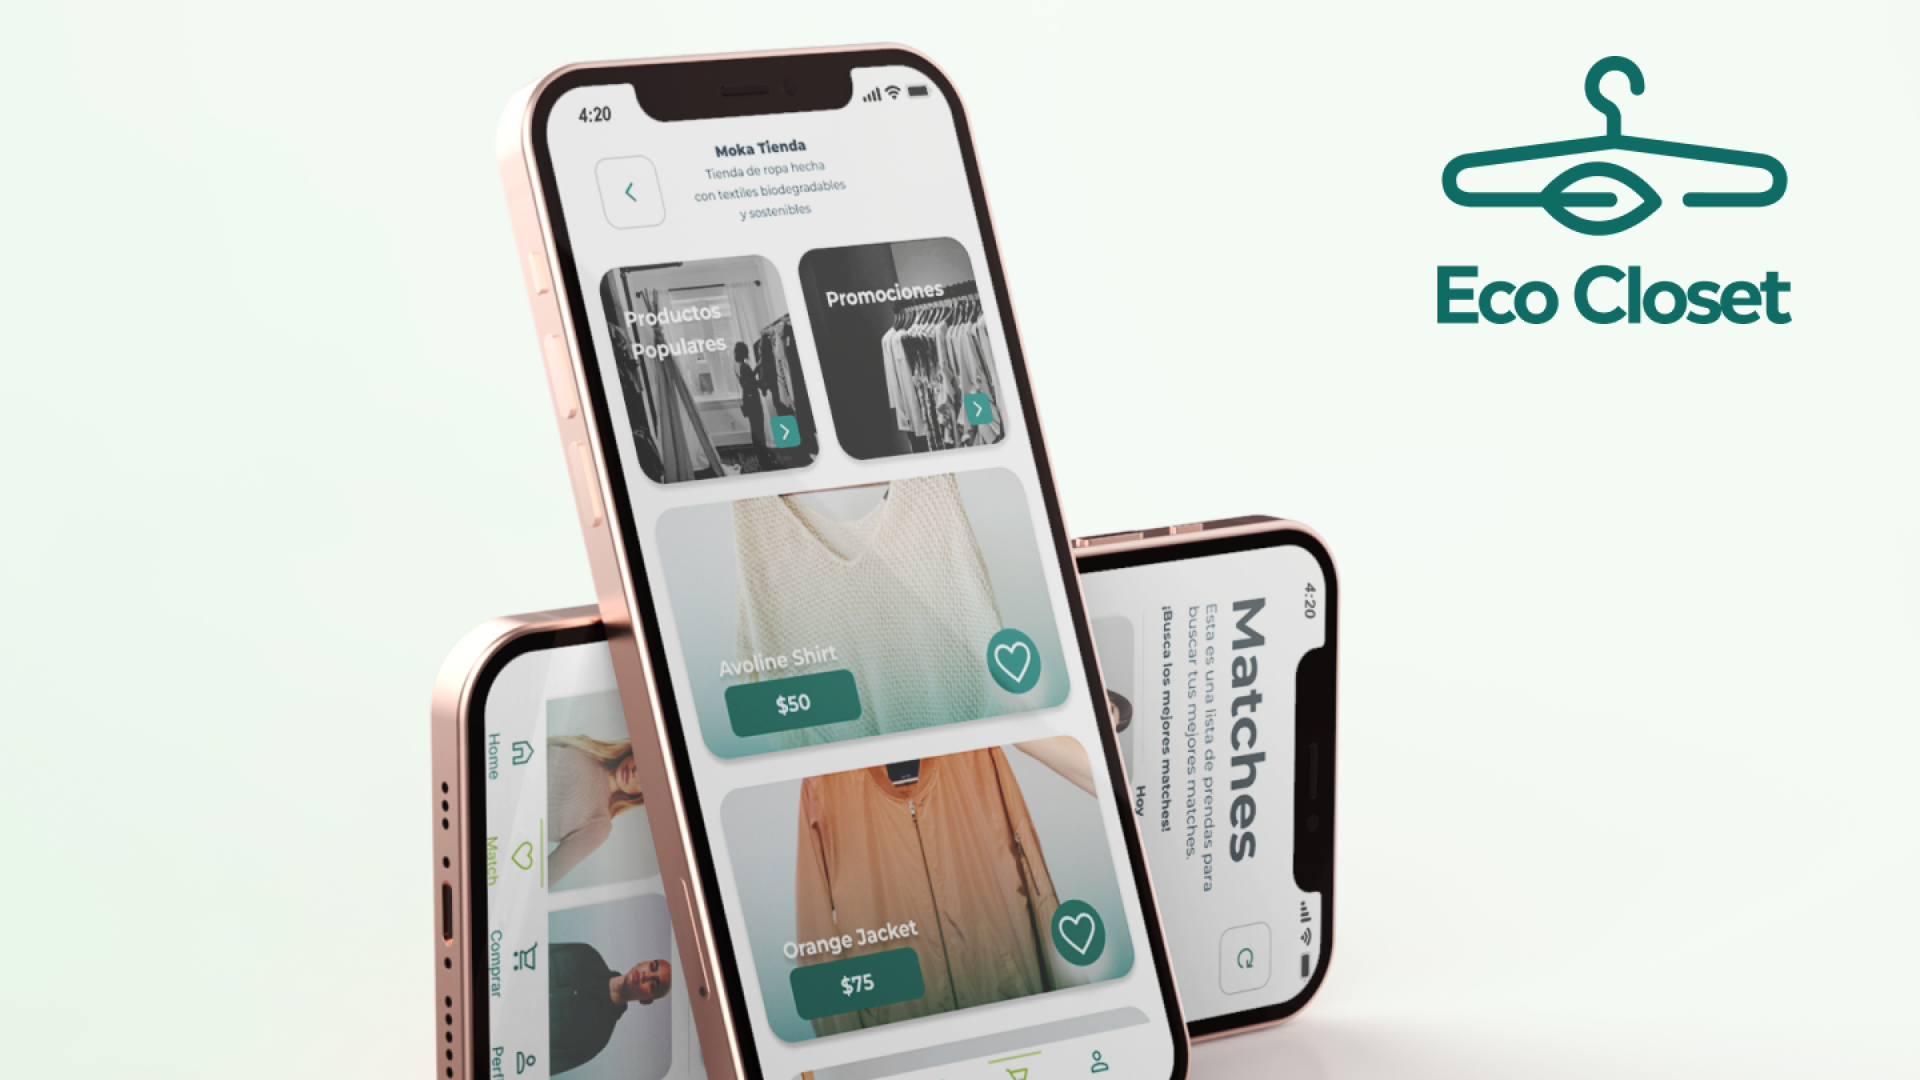 4:20
Moka Tienda
Tienda de ropa hecha
con textiles biodegradables
y sostenibles
Productos
Populares
Promociones
Avoline Shirt
$50
Orange Jacket
$75
Eco Closet
4:20
Matches
Esta es una lista de prendas para
buscar tus mejores matches.
¡Busca los mejores matches!
Hoy
Home
Match
Comprar
Perf